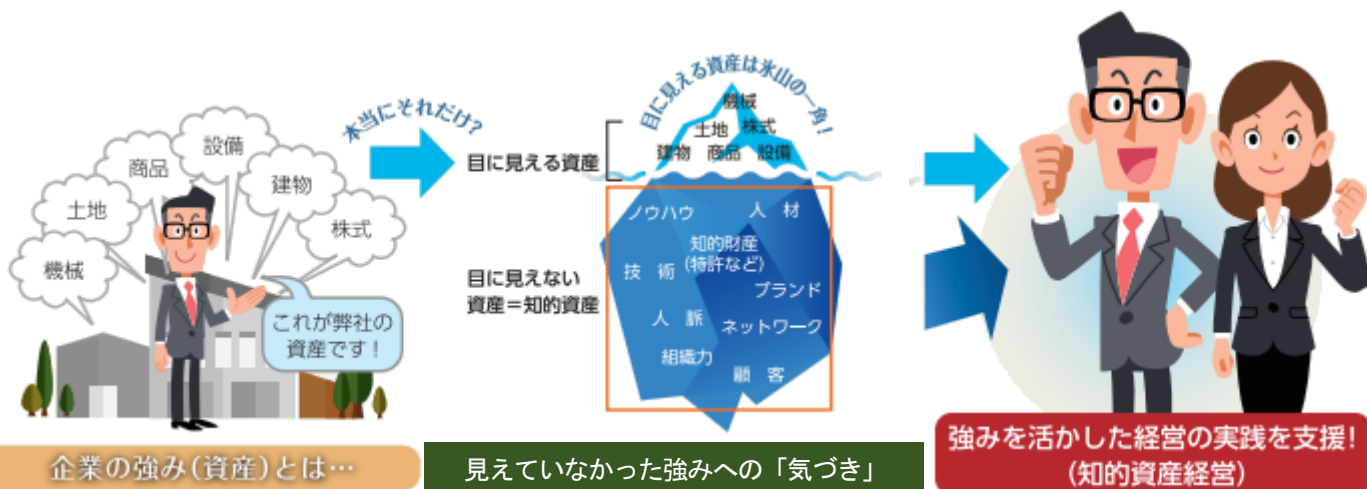 設備
商品
建物
土地
株式
機械
これが弊社の
資産です！
企業の強み(資産)とは…
本当にそれだけ?
目に見える資産は氷山の一角!
機械
土地 株式
建物 商品 設備
目に見える資産
ノウハウ 人材
知的財産
(特許など)
技術
ブランド
人脈 ネットワーク
組織力
顧客
目に見えない
資産＝知的資産
見えていなかった強みへの「気づき」
強みを活かした経営の実践を支援!
(知的資産経営)